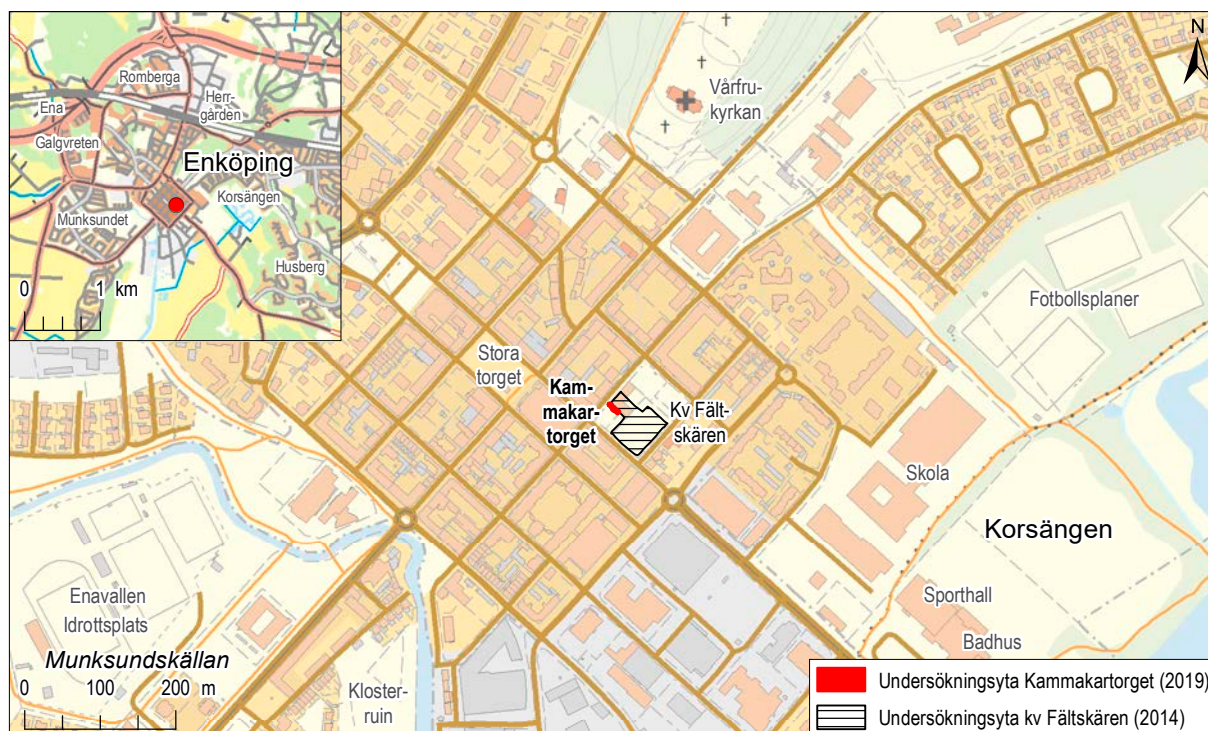 Romberga
Ena
Herr-
gården
Galgvreten
Enköping
Korsängen
Munksundet
Husberg
0 1 km
N
Vårfru-
kyrkan
Fotbollsplaner
Stora
torget
Kam-
makar-
torget
Kv Fält-
skären
Skola
Korsängen
Enavallen
Idrottsplats
Sporthall
Badhus
Munksundskällan
0 100 200 m
Kloster-
ruin
Undersökningsyta Kammakartorget (2019)
Undersökningsyta kv Fältskären (2014)